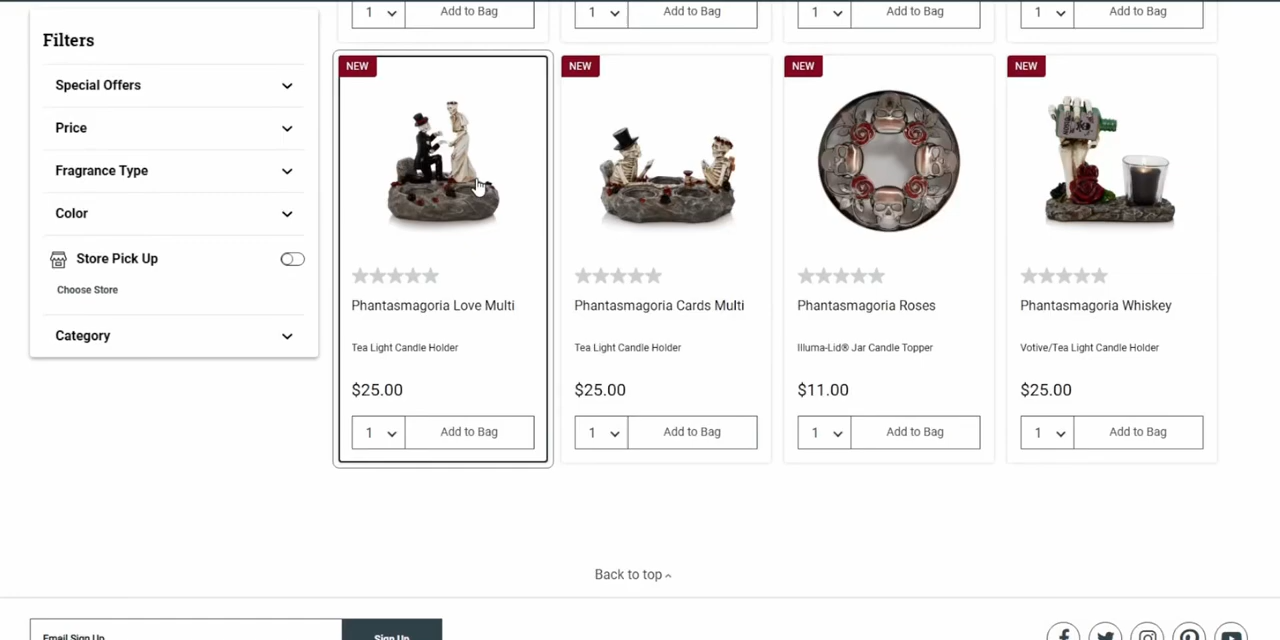 1 Add to Bag
1 Add to Bag
1 Add to Bag
1 Add to Bag
Filters
Special Offers
Price
Fragrance Type
Color
Store Pick Up
Choose Store
Category
NEW
Phantasmagoria Love Multi
Tea Light Candle Holder
$25.00
1 Add to Bag
NEW
Phantasmagoria Cards Multi
Tea Light Candle Holder
$25.00
1 Add to Bag
NEW
Phantasmagoria Roses
Illuma-Lid® Jar Candle Topper
$11.00
1 Add to Bag
NEW
Phantasmagoria Whiskey
Votive/Tea Light Candle Holder
$25.00
1 Add to Bag
Back to top
Email Sign Up
Sign Up